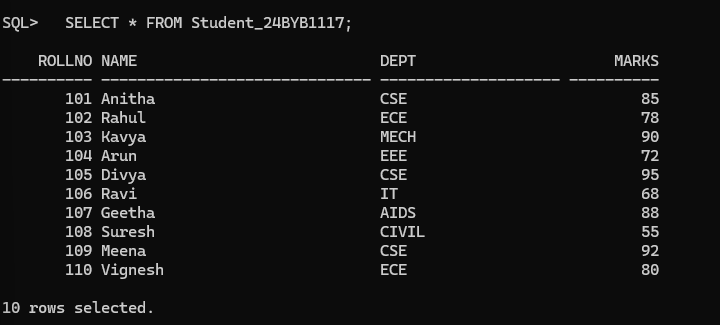 SQL>   SELECT * FROM Student_24BYB1117;
    ROLLNO NAME                           DEPT                      MARKS
---------- ------------------------------ -------------------- ----------
       101 Anitha                         CSE                          85
       102 Rahul                          ECE                          78
       103 Kavya                          MECH                         90
       104 Arun                           EEE                          72
       105 Divya                          CSE                          95
       106 Ravi                           IT                           68
       107 Geetha                         AIDS                         88
       108 Suresh                         CIVIL                        55
       109 Meena                          CSE                          92
       110 Vignesh                        ECE                          80
10 rows selected.